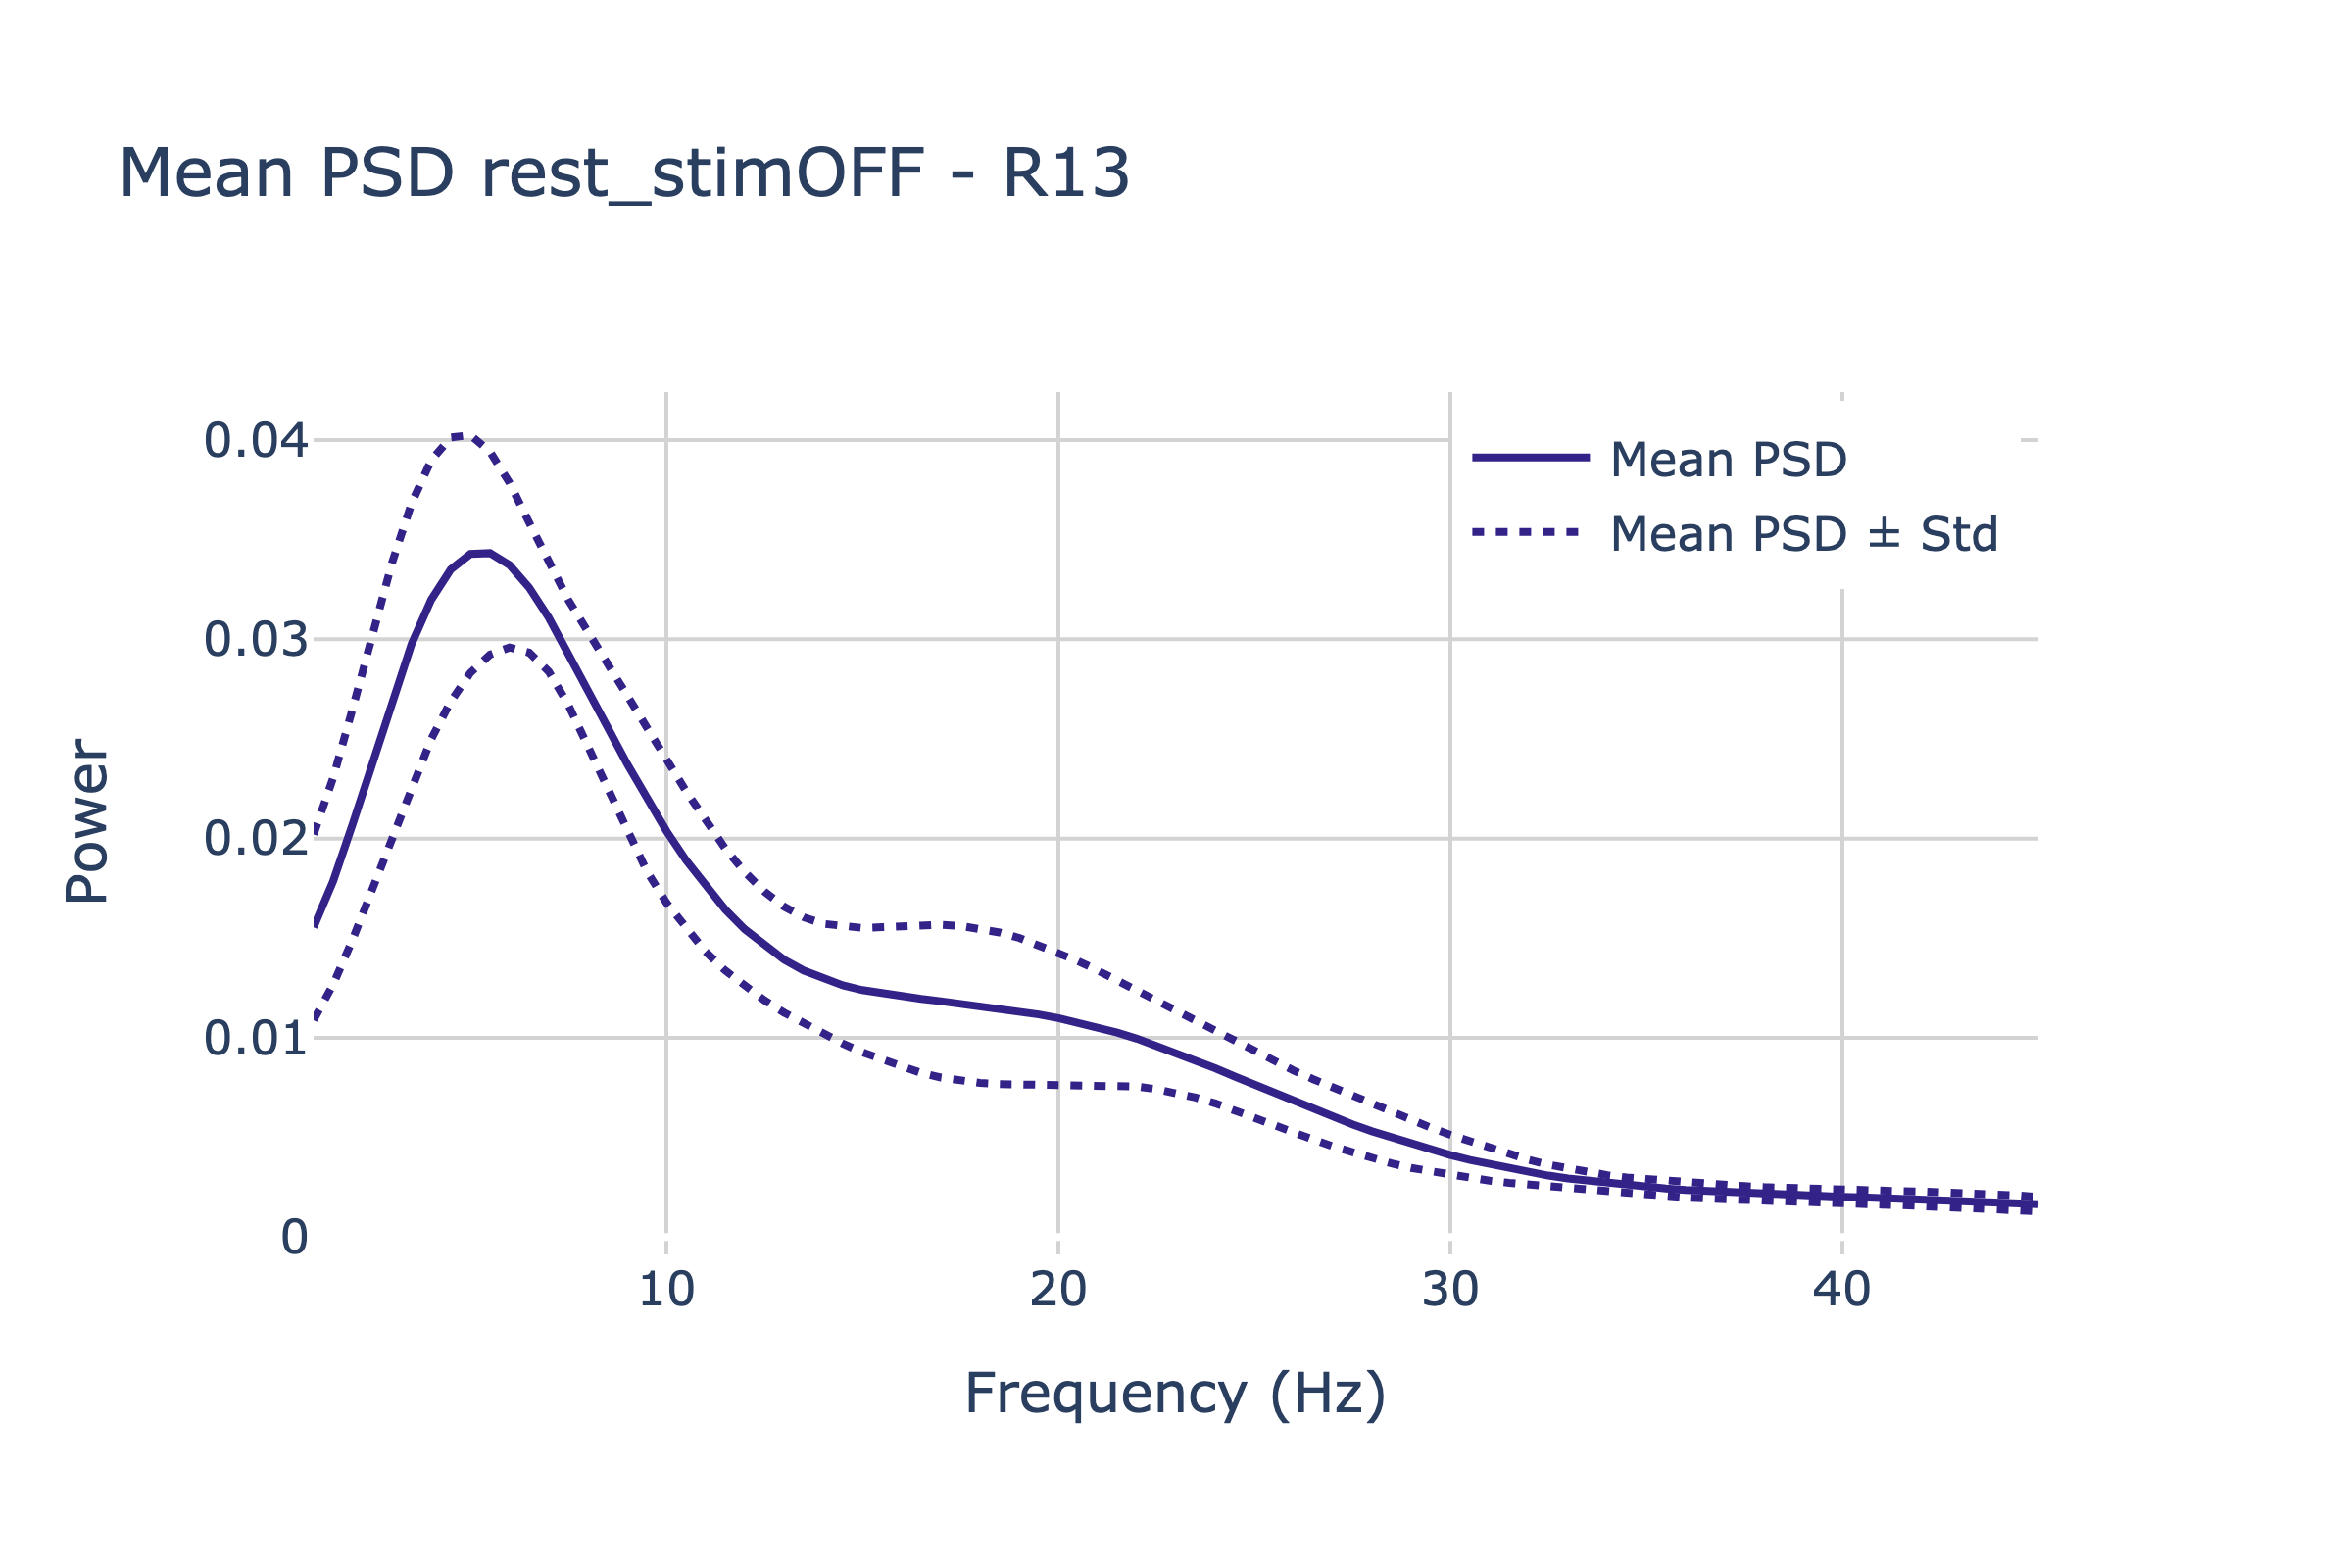 Mean PSD rest_stimOFF - R13
Mean PSD
Mean PSD ± Std
Power
0.04
0.03
0.02
0.01
0
10 20 30 40
Frequency (Hz)